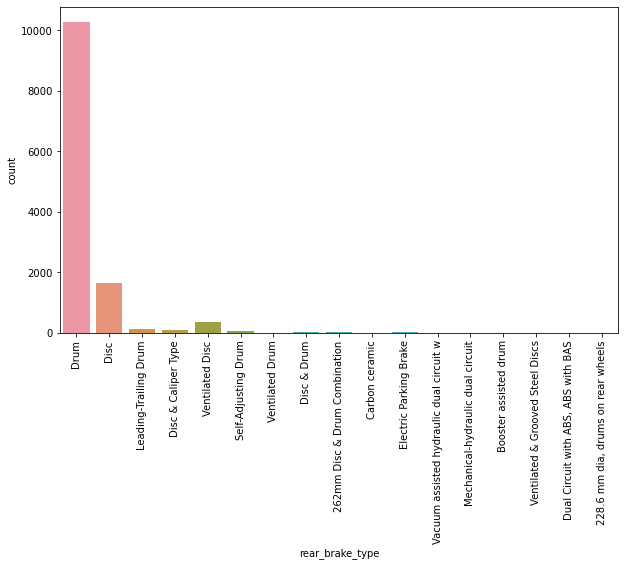 10000
8000
6000
4000
2000
0
count
Drum
Disc
Leading-Trailing Drum
Disc & Caliper Type
Ventilated Disc
Self-Adjusting Drum
Ventilated Drum
Disc & Drum
262mm Disc & Drum Combination
Carbon ceramic
Electric Parking Brake
Vacuum assisted hydraulic dual circuit w
Mechanical-hydraulic dual circuit
Booster assisted drum
Ventilated & Grooved Steel Discs
Dual Circuit with ABS, ABS with BAS
228.6 mm dia, drums on rear wheels
rear_brake_type